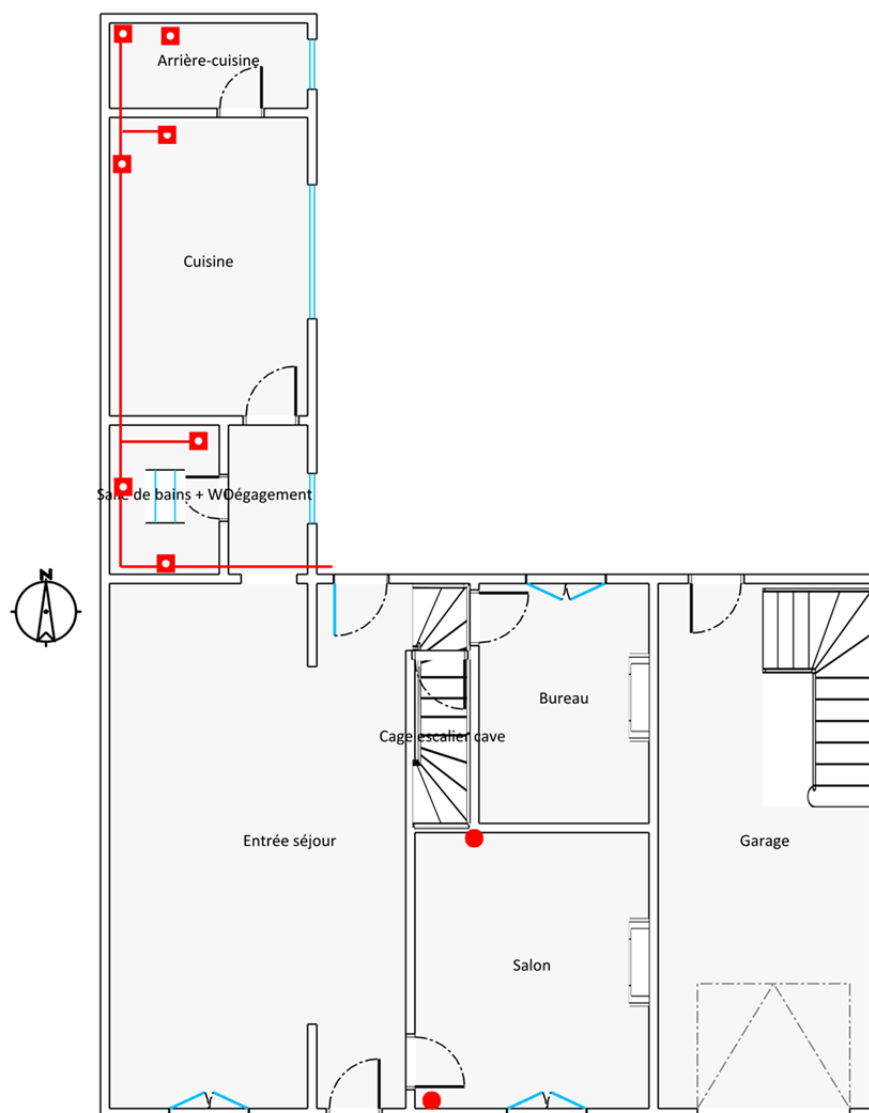 Arrière-cuisine
Cuisine
Salle de bains + WC
Dégagement
N
Bureau
Cage escalier cave
Entrée séjour
Garage
Salon